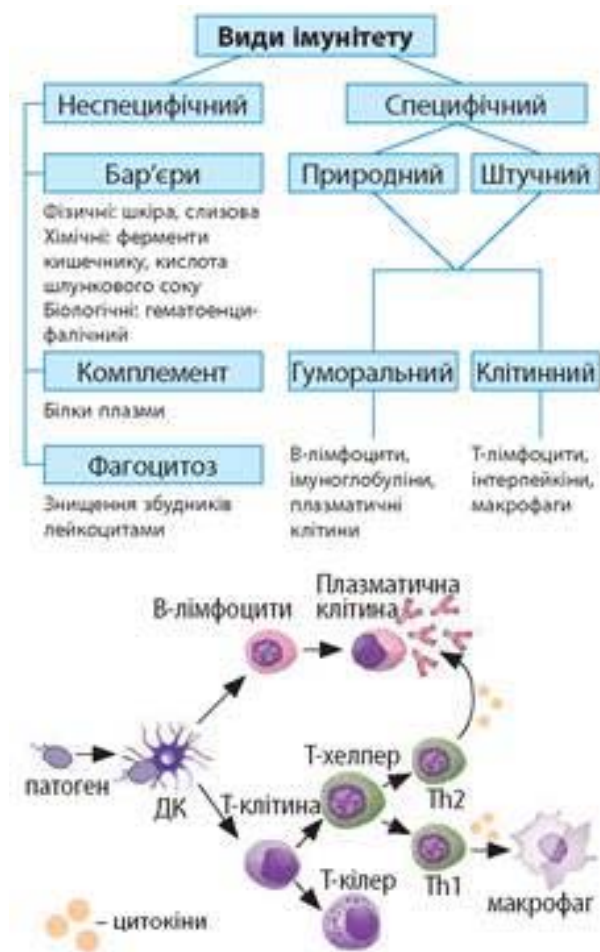 Види імунітету
Неспецифічний
Специфічний
Бар'єри
Природний
Штучний
Фізичні: шкіра, слизова
Хімічні: ферменти
кишечнику, кислота
шлункового соку
Біологічні: гематоенци-
фалічний
Комплемент
Гуморальний
Клітинний
Білки плазми
Фагоцитоз
Знищення збудників
лейкоцитами
В-лімфоцити,
імуноглобуліни,
плазматичні
клітини
Т-лімфоцити,
інтерпейкіни,
макрофаги
В-лімфоцити
Плазматична
клітина
патоген
ДК
Т-клітина
Т-хелпер
Th2
Th1
Т-кілер
макрофаг
– цитокіни